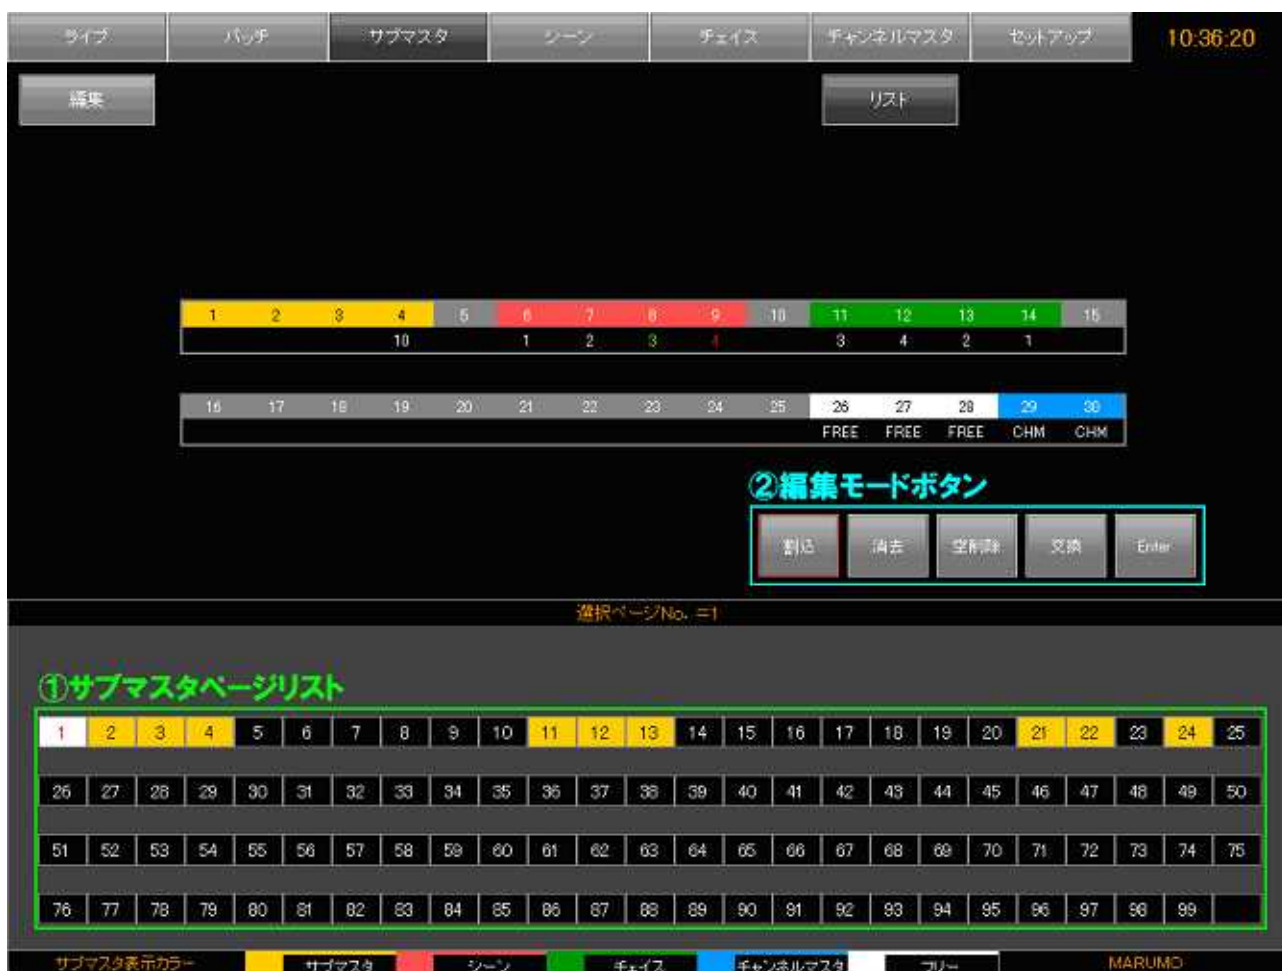 ライブ パッチ サブマスタ シーン チェイス チャンネルマスタ セットアップ 10:36:20
編集 リスト
1 2 3 4 5 6 7 8 9 10 11 12 13 14 15
10 1 2 3 4 3 4 2 1
16 17 18 19 20 21 22 23 24 25 26 27 28 29 30
FREE FREE FREE CHM CHM
②編集モードボタン
割込 消去 空削除 交換 Enter
選択ページNo. =1
①サブマスタページリスト
1 2 3 4 5 6 7 8 9 10 11 12 13 14 15 16 17 18 19 20 21 22 23 24 25
26 27 28 29 30 31 32 33 34 35 36 37 38 39 40 41 42 43 44 45 46 47 48 49 50
51 52 53 54 55 56 57 58 59 60 61 62 63 64 65 66 67 68 69 70 71 72 73 74 75
76 77 78 79 80 81 82 83 84 85 86 87 88 89 90 91 92 93 94 95 96 97 98 99
サブマスタ表示カラー サブマスタ シーン チェイス チャンネルマスタ フリー MARUMO